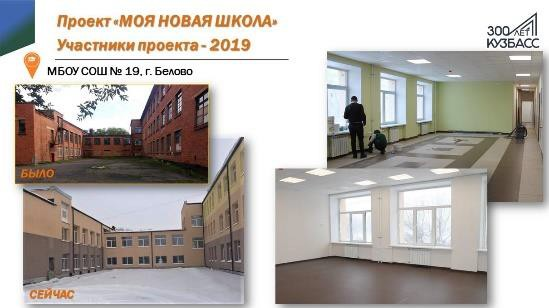 Проект «МОЯ НОВАЯ ШКОЛА»
Участники проекта - 2019
300 ЛЕТ
КУЗБАСС
МБОУ СОШ № 19, г. Белово
БЫЛО
СЕЙЧАС